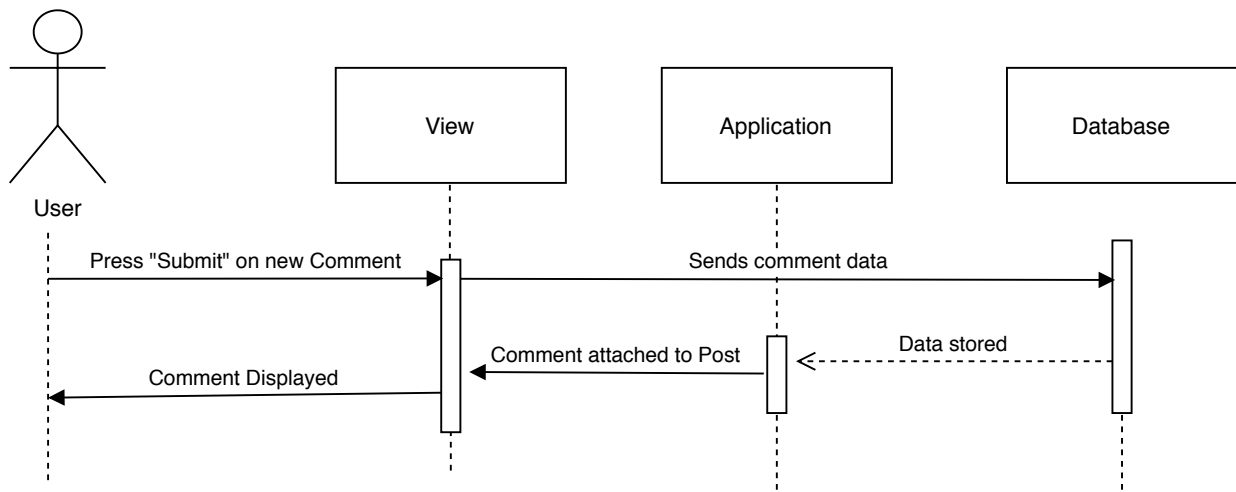 View
Application
Database
User
Press "Submit" on new Comment
Sends comment data
Data stored
Comment attached to Post
Comment Displayed